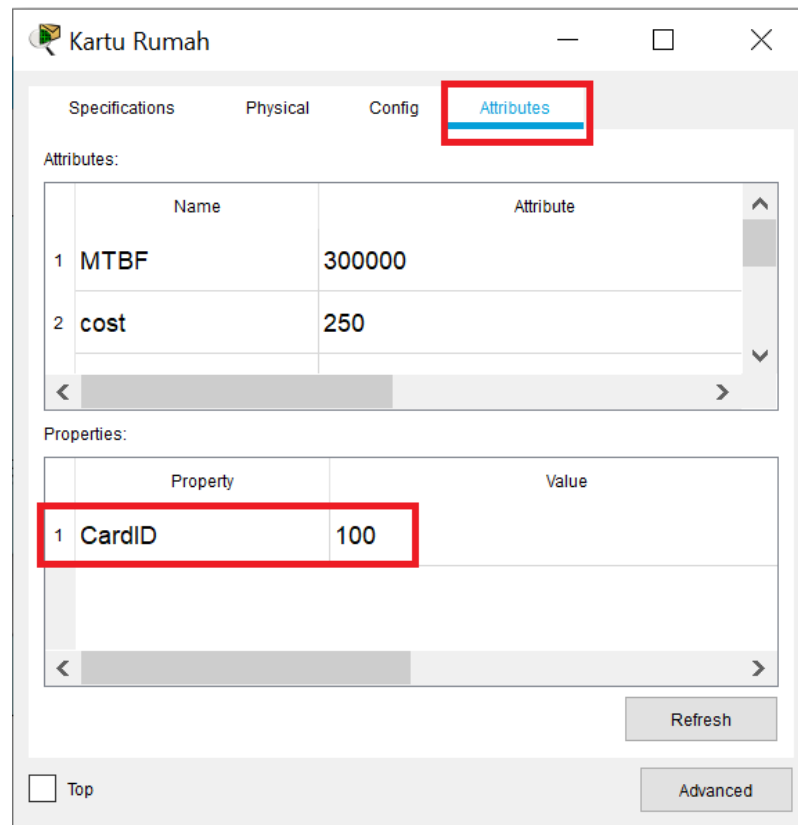 Kartu Rumah
Specifications Physical Config Attributes
Attributes:
Name Attribute
1 MTBF 300000
2 cost 250
Properties:
Property Value
1 CardID 100
Refresh
Top Advanced